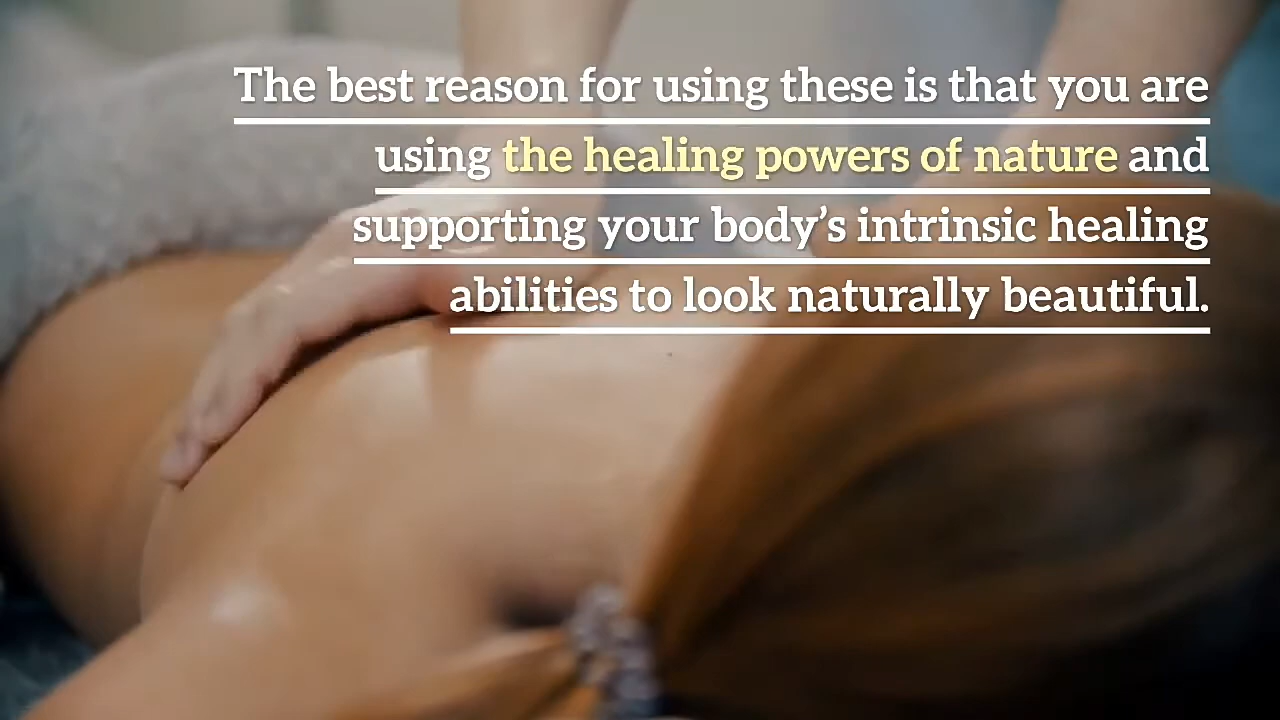 The best reason for using these is that you are
using the healing powers of nature and
supporting your body’s intrinsic healing
abilities to look naturally beautiful.